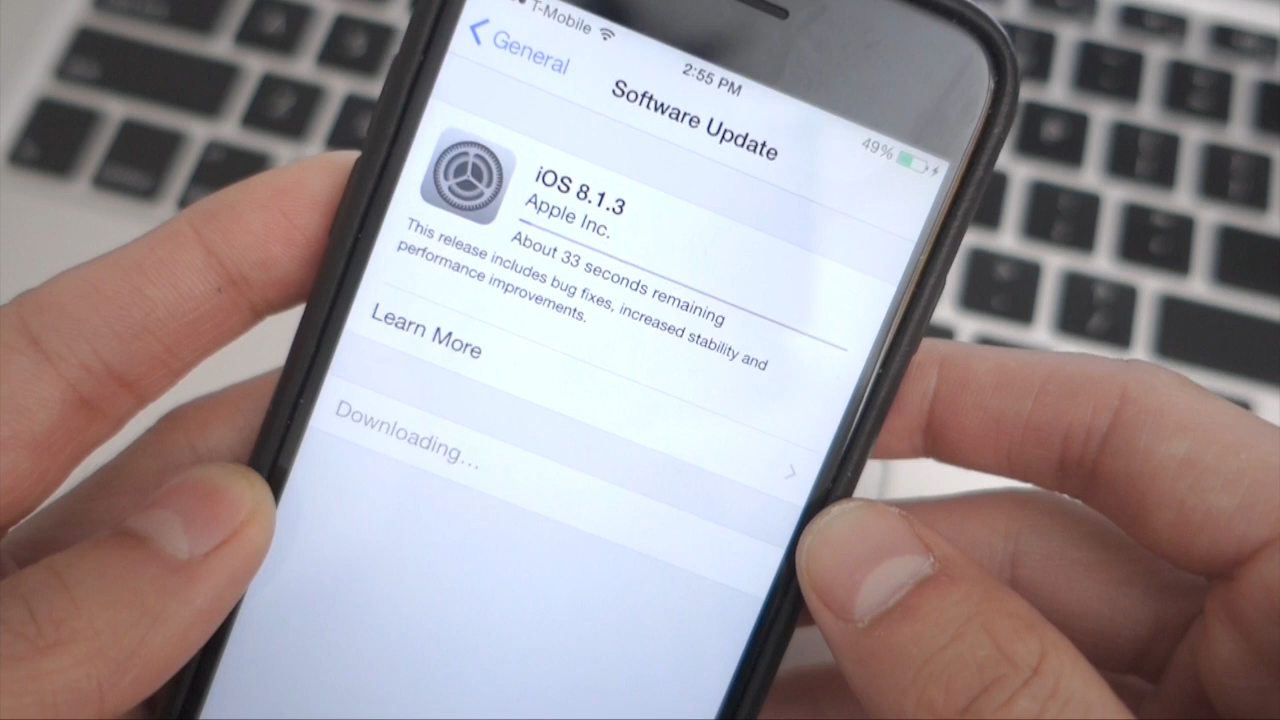 T-Mobile
2:55 PM
49%
General
Software Update
iOS 8.1.3
Apple Inc.
About 33 seconds remaining
This release includes bug fixes, increased stability and
performance improvements.
Learn More
Downloading...